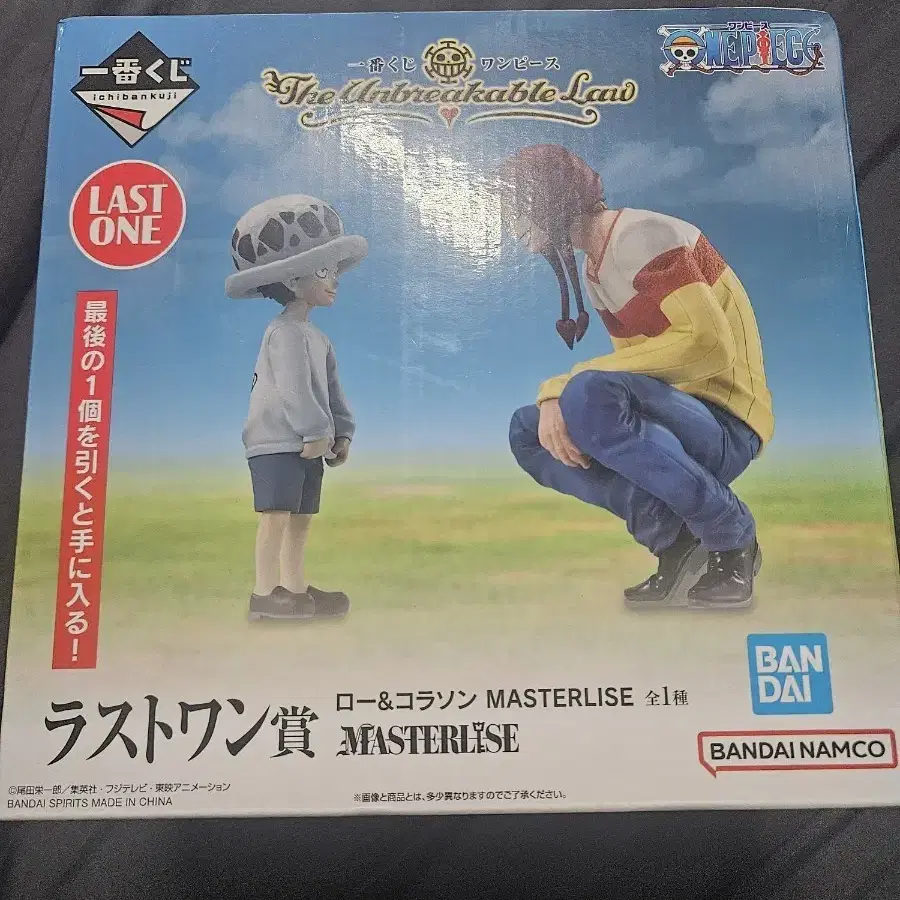 一番くじ
ichibankuji
一番くじ ワンピース
The Unbreakable Law
ワンピース
ONE PIECE
LAST
ONE
最後の1個を引くと手に入る!
ラストワン賞
ロー&コラソン MASTERLISE 全1種
MASTERLISE
BAN
DAI
BANDAI NAMCO
©尾田栄一郎/集英社・フジテレビ・東映アニメーション
BANDAI SPIRITS MADE IN CHINA
※画像と商品とは、多少異なりますのでご了承ください。